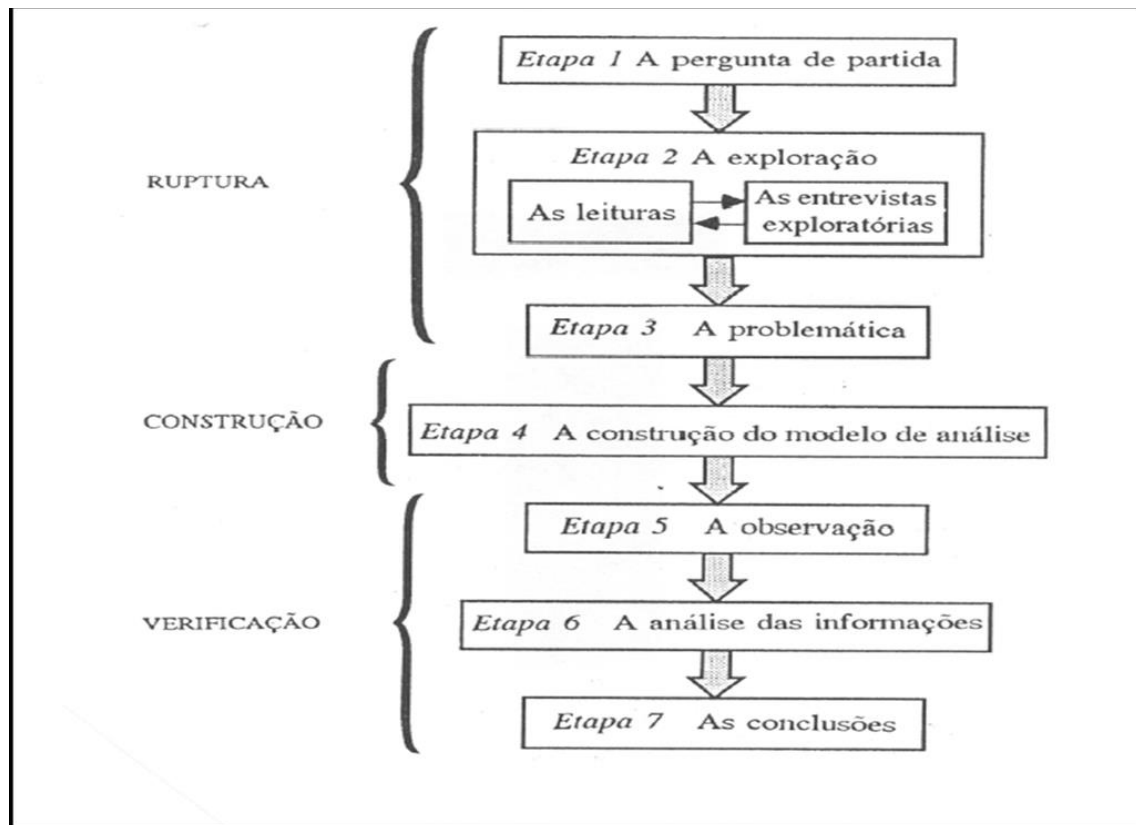 Etapa 1 A pergunta de partida
RUPTURA
Etapa 2 A exploração
As leituras
As entrevistas
exploratórias
Etapa 3 A problemática
CONSTRUÇÃO
Etapa 4 A construção do modelo de análise
Etapa 5 A observação
VERIFICAÇÃO
Etapa 6 A análise das informações
Etapa 7 As conclusões